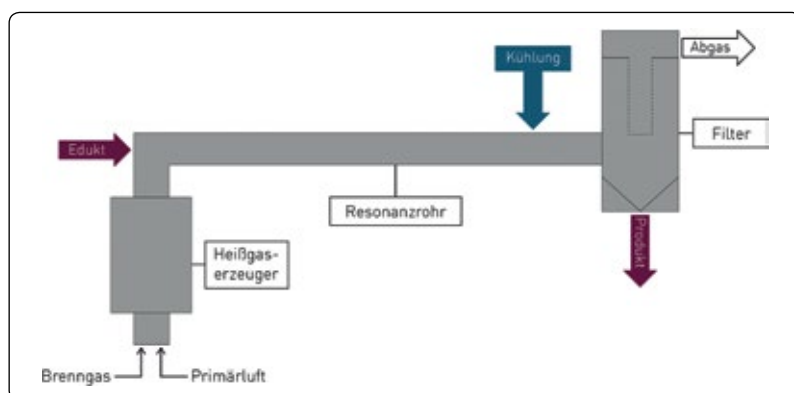 Abgas
Kühlung
Filter
Edukt
Resonanzrohr
Produkt
Heißgas-
erzeuger
Brenngas
Primärluft